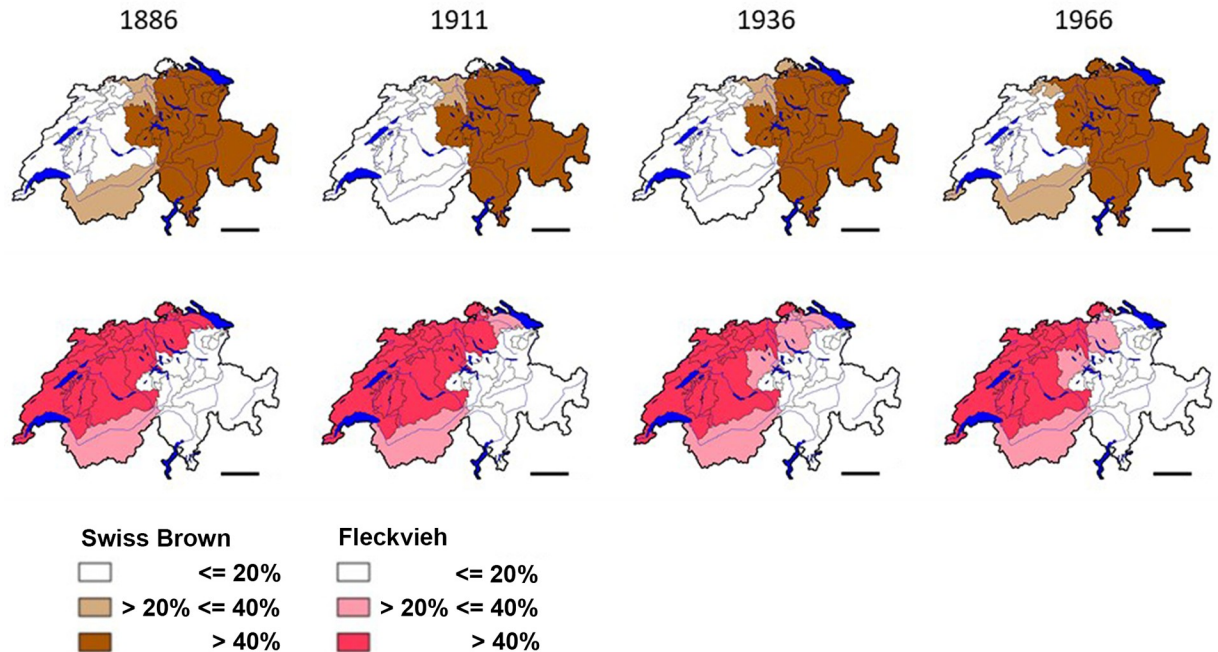 1886 1911 1936 1966
Swiss Brown Fleckvieh
<= 20% <= 20%
> 20% <= 40% > 20% <= 40%
> 40% > 40%